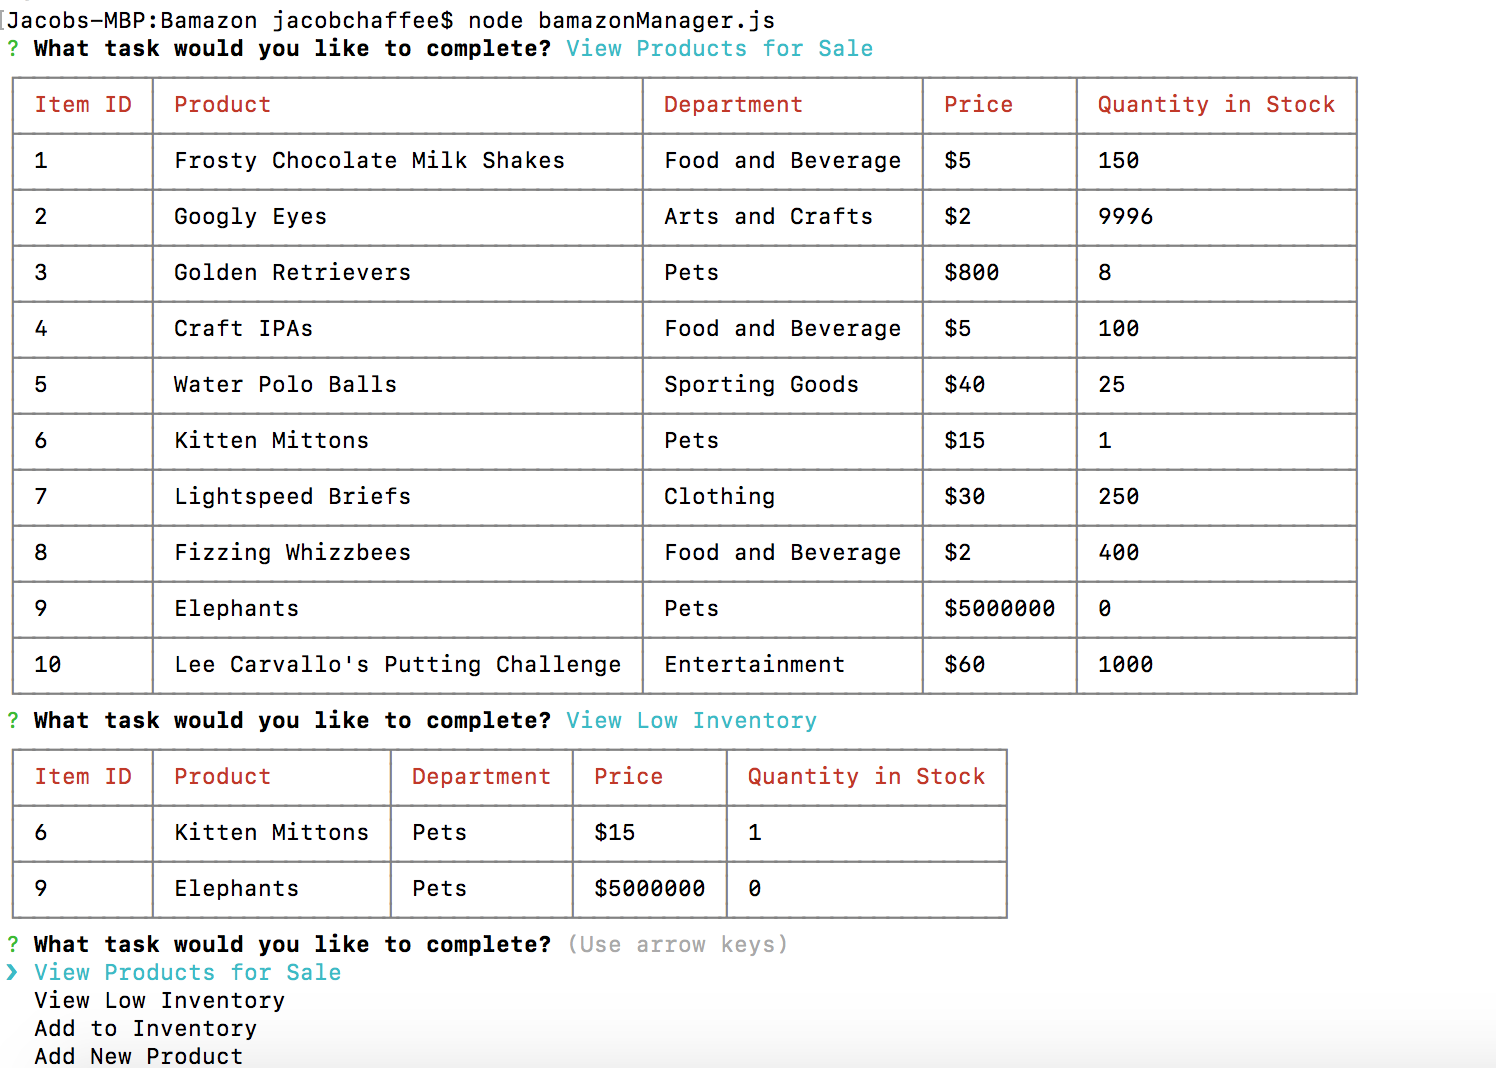 Jacobs-MBP:Bamazon jacobchaffee$ node bamazonManager.js
? What task would you like to complete? View Products for Sale
Item ID Product Department Price Quantity in Stock
1 Frosty Chocolate Milk Shakes Food and Beverage $5 150
2 Googly Eyes Arts and Crafts $2 9996
3 Golden Retrievers Pets $800 8
4 Craft IPAs Food and Beverage $5 100
5 Water Polo Balls Sporting Goods $40 25
6 Kitten Mittons Pets $15 1
7 Lightspeed Briefs Clothing $30 250
8 Fizzing Whizzbees Food and Beverage $2 400
9 Elephants Pets $5000000 0
10 Lee Carvallo's Putting Challenge Entertainment $60 1000
? What task would you like to complete? View Low Inventory
Item ID Product Department Price Quantity in Stock
6 Kitten Mittons Pets $15 1
9 Elephants Pets $5000000 0
? What task would you like to complete? (Use arrow keys)
❯ View Products for Sale
View Low Inventory
Add to Inventory
Add New Product